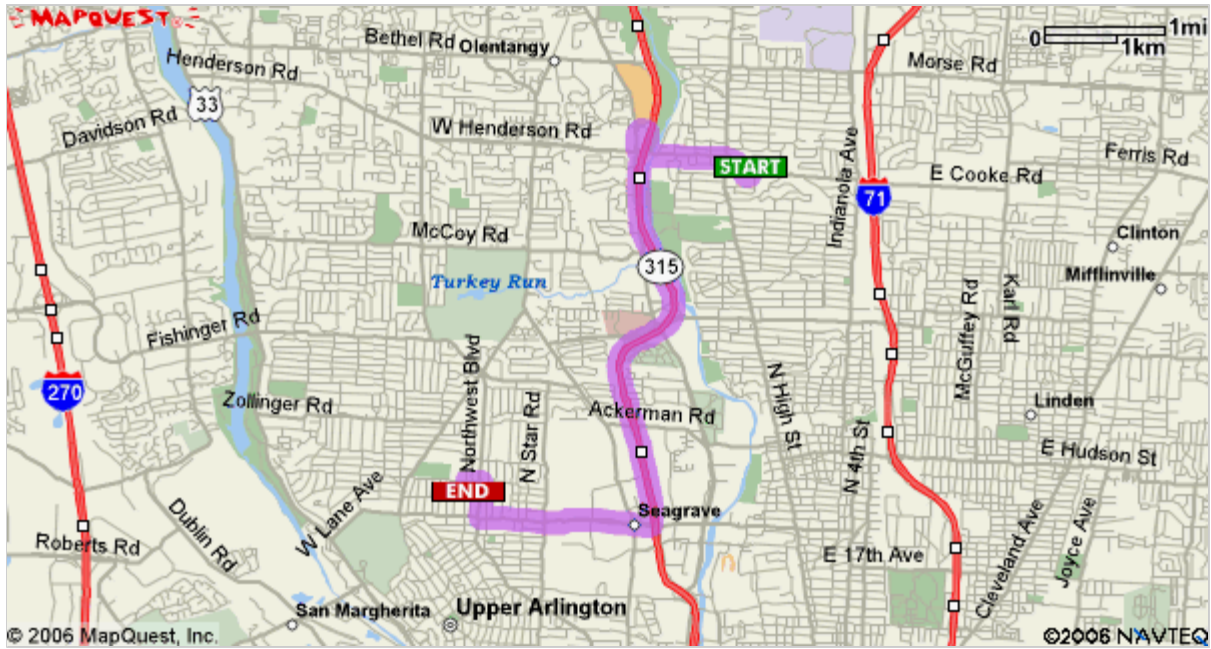 MAPQUEST
Bethel Rd
Olentangy
0
1mi
1km
Morse Rd
Henderson Rd
33
Davidson Rd
W Henderson Rd
Indianola Ave
Ferris Rd
START
E Cooke Rd
71
McCoy Rd
Clinton
315
Mifflinville
Turkey Run
Karl Rd
McGuffey Rd
Fishinger Rd
Northwest Blvd
N High St
270
Zollinger Rd
N Star Rd
Ackerman Rd
Linden
N 4th St
E Hudson St
END
W Lane Ave
Seagrave
Dublin Rd
Roberts Rd
E 17th Ave
Cleveland Ave
Joyce Ave
San Margherita
Upper Arlington
© 2006 MapQuest, Inc.
©2006 NAVTEQ